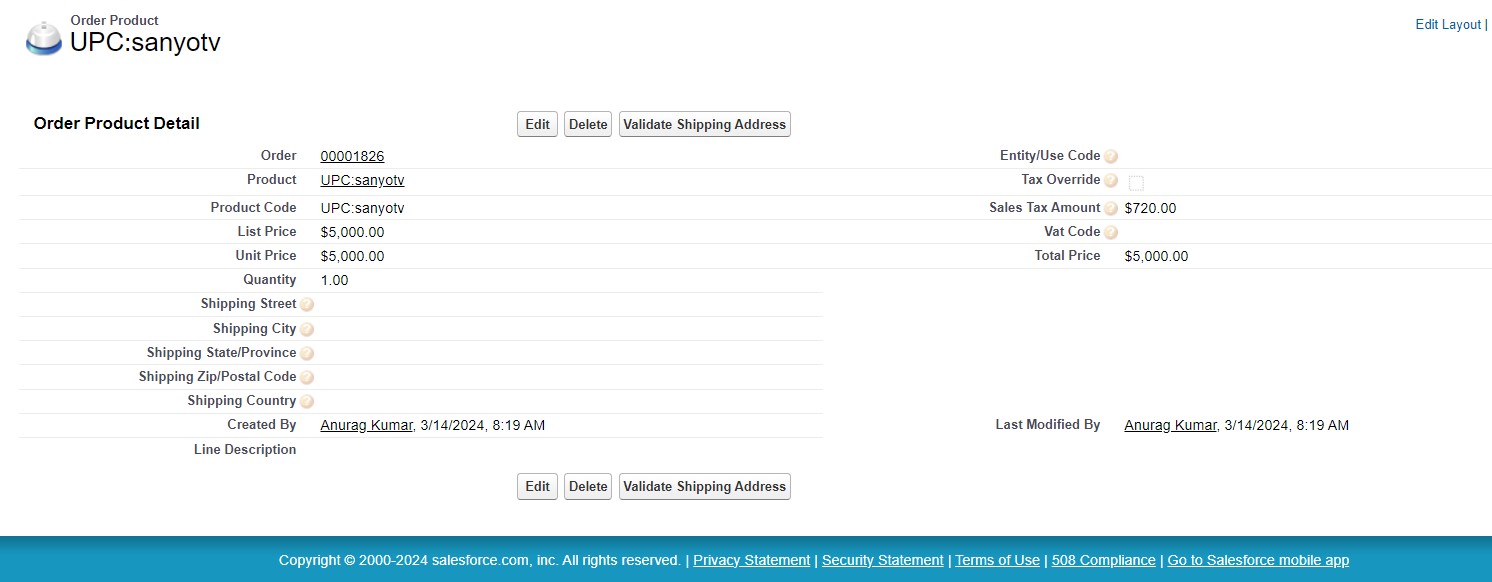 Order Product
UPC:sanyotv
Edit Layout |
Order Product Detail
Edit Delete Validate Shipping Address
Order 00001826 Entity/Use Code ?
Product UPC:sanyotv Tax Override ?
Product Code UPC:sanyotv Sales Tax Amount ? $720.00
List Price $5,000.00 Vat Code ?
Unit Price $5,000.00 Total Price $5,000.00
Quantity 1.00
Shipping Street ?
Shipping City ?
Shipping State/Province ?
Shipping Zip/Postal Code ?
Shipping Country ?
Created By Anurag Kumar, 3/14/2024, 8:19 AM Last Modified By Anurag Kumar, 3/14/2024, 8:19 AM
Line Description
Edit Delete Validate Shipping Address
Copyright © 2000-2024 salesforce.com, inc. All rights reserved. | Privacy Statement | Security Statement | Terms of Use | 508 Compliance | Go to Salesforce mobile app